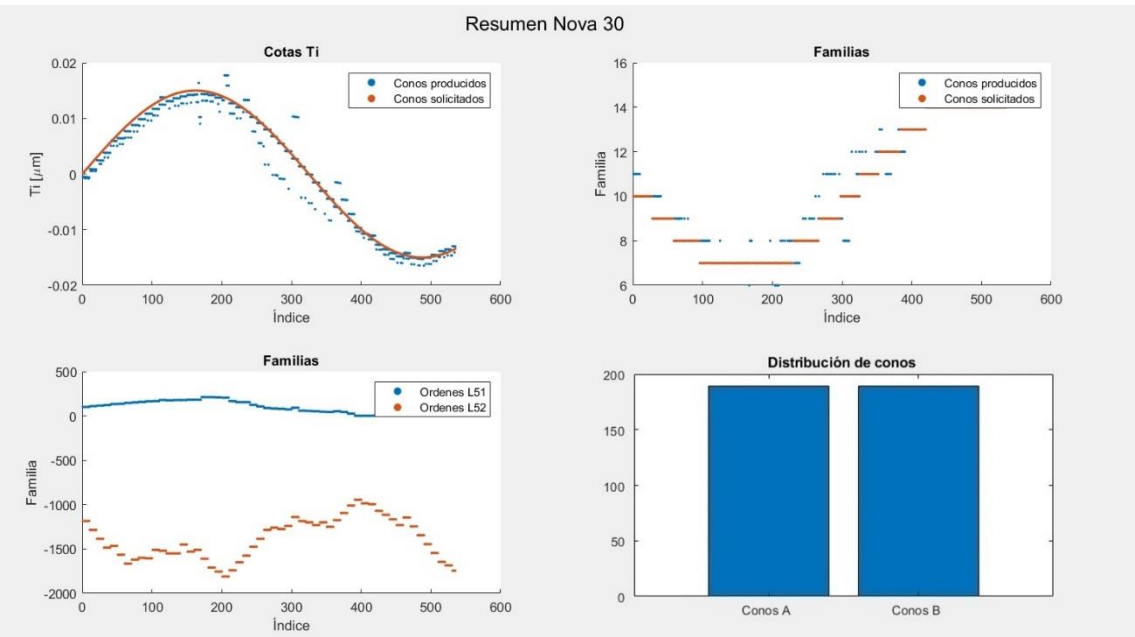 Resumen Nova 30
Cotas Ti
0.02
0.01
0
-0.01
-0.02
Ti [μm]
0 100 200 300 400 500 600
Índice
Conos producidos
Conos solicitados
Familias
16
14
12
10
8
6
Familia
0 100 200 300 400 500 600
Índice
Conos producidos
Conos solicitados
Familias
500
0
-500
-1000
-1500
-2000
Familia
0 100 200 300 400 500 600
Índice
Ordenes L51
Ordenes L52
Distribución de conos
200
150
100
50
0
Conos A Conos B